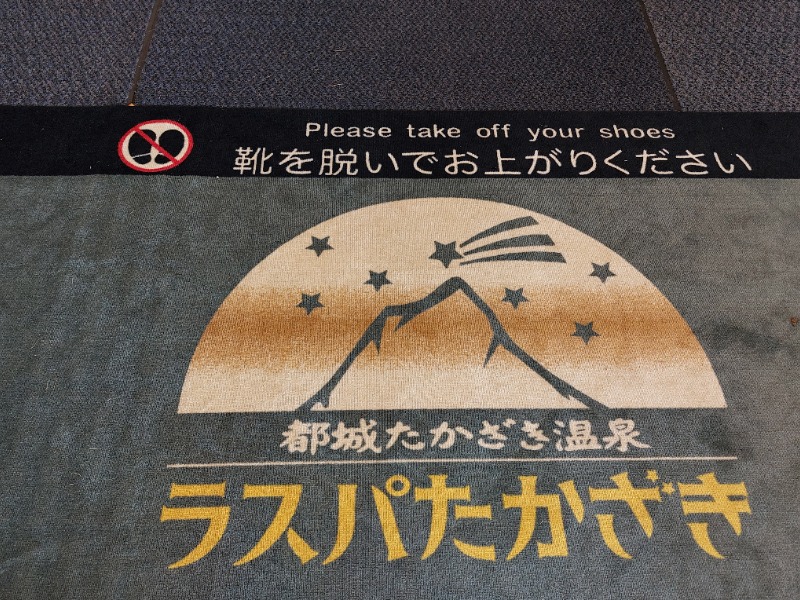 Please take off your shoes
靴を脱いでお上がりください
都城たかざき温泉
ラスパたかざき